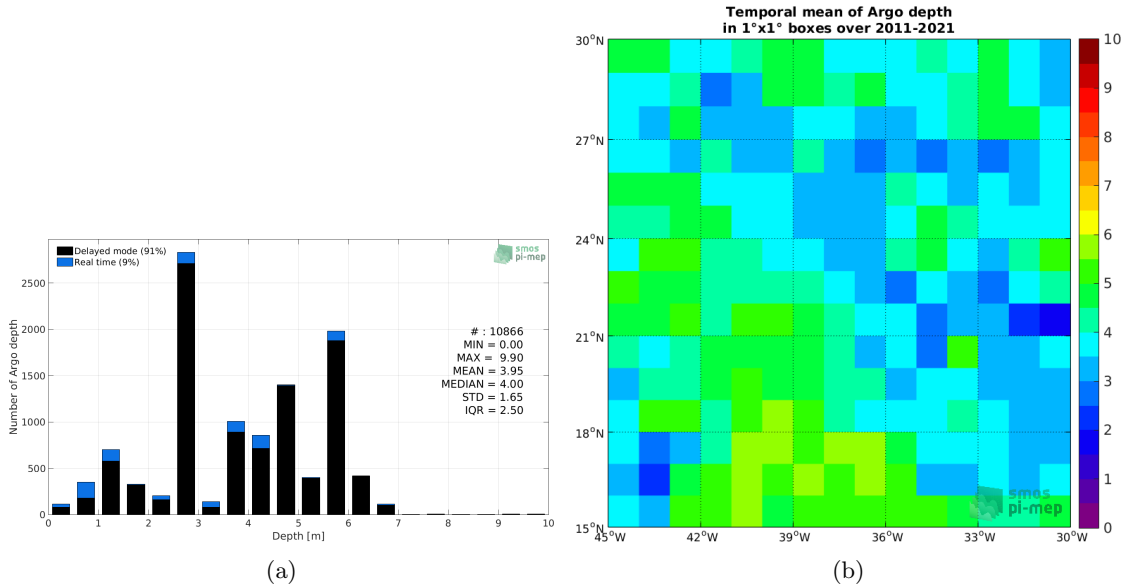 Delayed mode (91%)
Real time (9%)
smos
pi-mep
# : 10866
MIN = 0.00
MAX = 9.90
MEAN = 3.95
MEDIAN = 4.00
STD = 1.65
IQR = 2.50
Number of Argo depth
2500
2000
1500
1000
500
0
0 1 2 3 4 5 6 7 8 9 10
Depth [m]
(a)
Temporal mean of Argo depth
in 1°x1° boxes over 2011-2021
30°N
27°N
24°N
21°N
18°N
15°N
45°W 42°W 39°W 36°W 33°W 30°W
smos
pi-mep
10
9
8
7
6
5
4
3
2
1
0
(b)